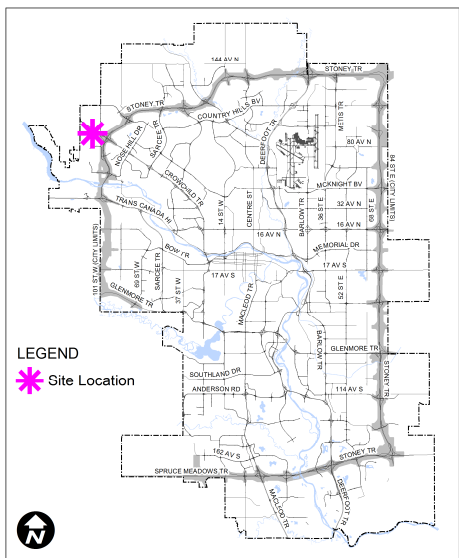 144 AV N
STONEY TR
STONEY TR
COUNTRY HILLS BV
NOSE HILL DR
SARCEE TR
DEERFOOT TR
METIS TR
80 AV N
CROWCHILD TR
MCKNIGHT BV
84 ST E (CITY LIMITS)
TRANS CANADA HI
14 ST W
CENTRE ST
BARLOW TR
36 ST E
32 AV N
68 ST E
16 AV N
16 AV N
101 ST W (CITY LIMITS)
BOW TR
MEMORIAL DR
69 ST W
SARCEE TR
37 ST W
17 AV S
17 AV S
52 ST E
GLENMORE TR
MACLEOD TR
LEGEND
Site Location
BARLOW TR
GLENMORE TR
STONEY TR
SOUTHLAND DR
ANDERSON RD
114 AV S
162 AV S
STONEY TR
SPRUCE MEADOWS TR
MACLEOD TR
DEERFOOT TR
N